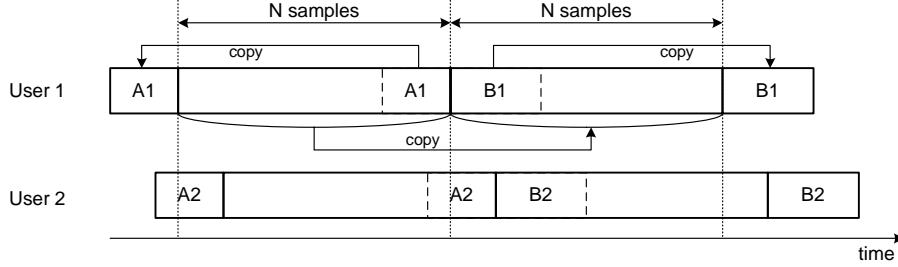 N samples
N samples
copy
copy
User 1
A1
A1
B1
B1
copy
User 2
A2
A2
B2
B2
time